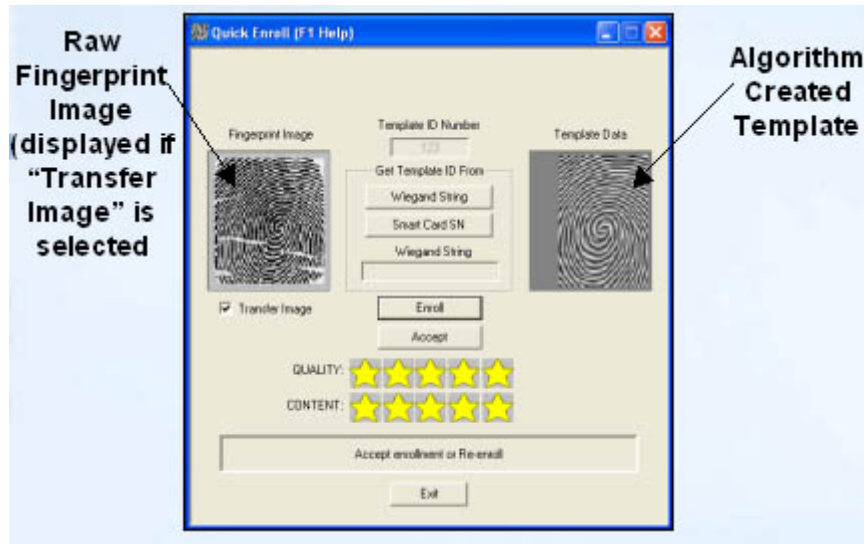 Raw
Fingerprint
Image
(displayed if
“Transfer
Image” is
selected
Quick Enroll (F1 Help)
Algorithm
Created
Template
Fingerprint Image
Template ID Number
Template Data
123
Get Template ID From
Wiegand String
Smart Card SN
Wiegand String
Transfer Image
Enroll
Accept
QUALITY:
CONTENT:
Accept enrollment or Re-enroll
Exit